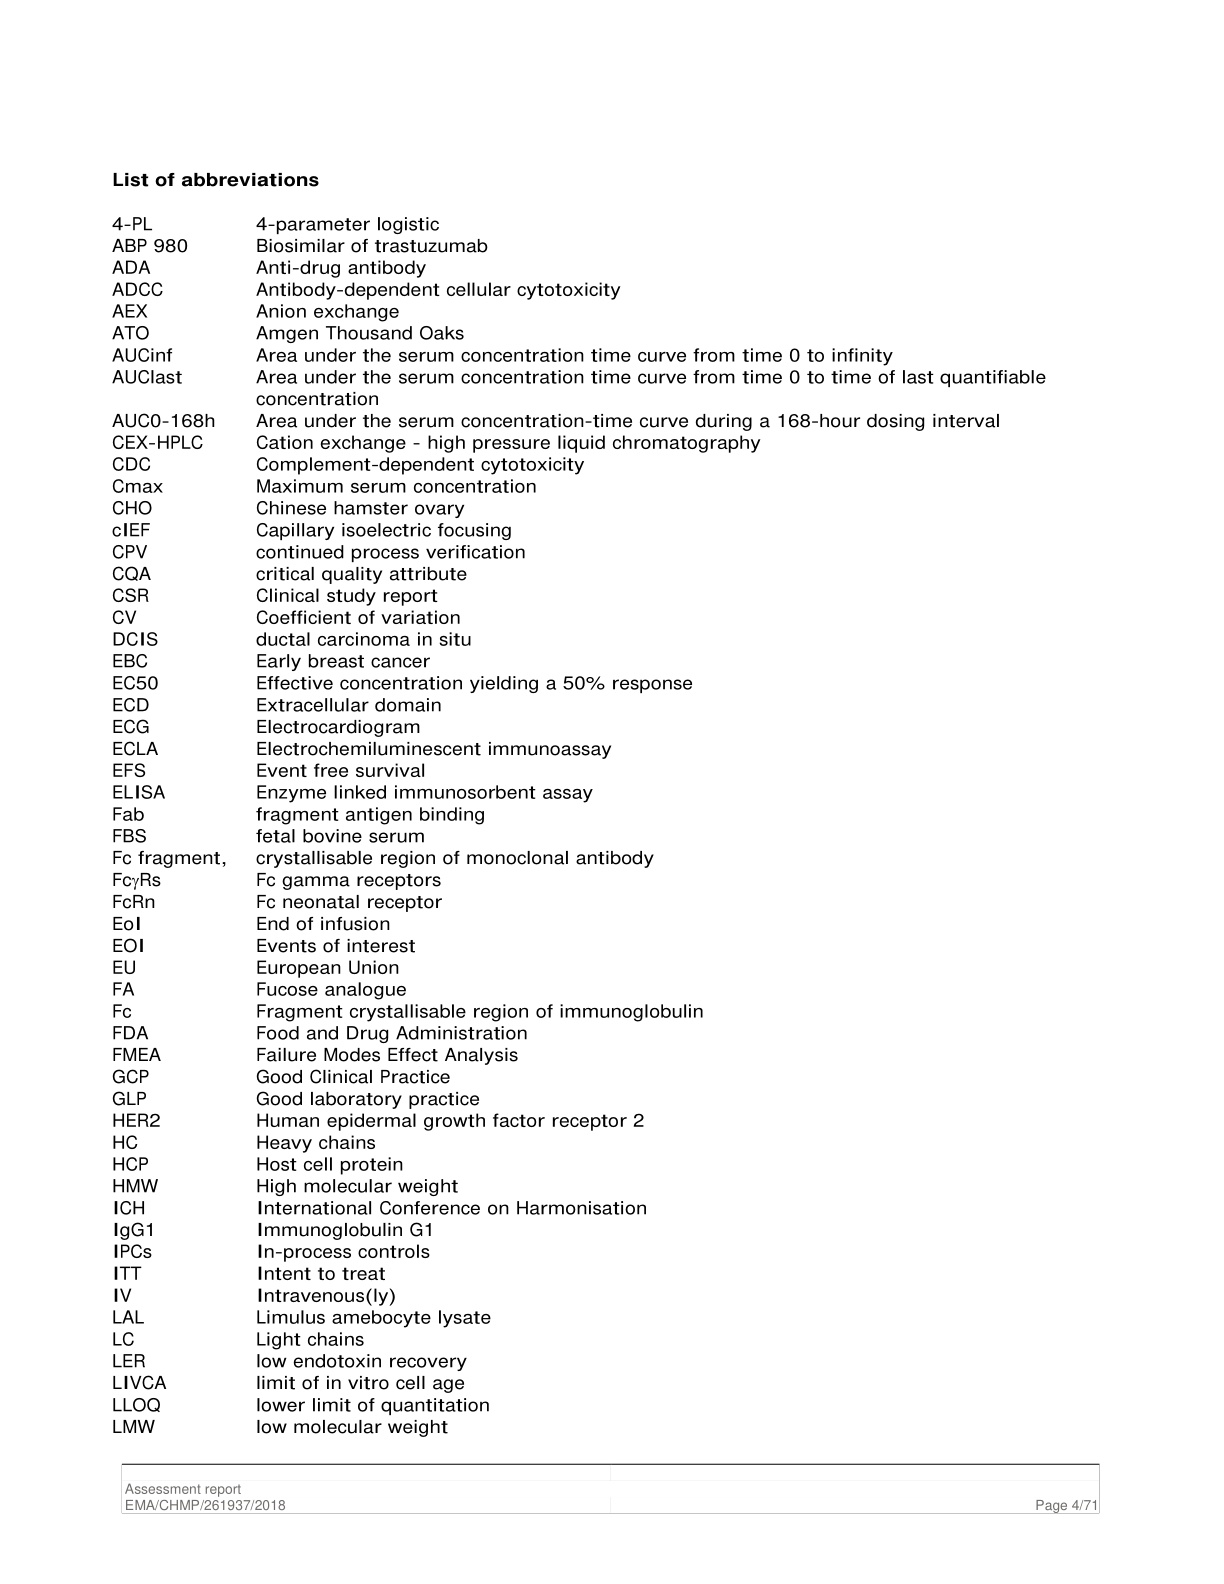 List of abbreviations
4-PL 4-parameter logistic
ABP 980 Biosimilar of trastuzumab
ADA Anti-drug antibody
ADCC Antibody-dependent cellular cytotoxicity
AEX Anion exchange
ATO Amgen Thousand Oaks
AUCinf Area under the serum concentration time curve from time 0 to infinity
AUClast Area under the serum concentration time curve from time 0 to time of last quantifiable
concentration
AUC0-168h Area under the serum concentration-time curve during a 168-hour dosing interval
CEX-HPLC Cation exchange - high pressure liquid chromatography
CDC Complement-dependent cytotoxicity
Cmax Maximum serum concentration
CHO Chinese hamster ovary
cIEF Capillary isoelectric focusing
CPV continued process verification
CQA critical quality attribute
CSR Clinical study report
CV Coefficient of variation
DCIS ductal carcinoma in situ
EBC Early breast cancer
EC50 Effective concentration yielding a 50% response
ECD Extracellular domain
ECG Electrocardiogram
ECLA Electrochemiluminescent immunoassay
EFS Event free survival
ELISA Enzyme linked immunosorbent assay
Fab fragment antigen binding
FBS fetal bovine serum
Fc fragment, crystallisable region of monoclonal antibody
FcγRs Fc gamma receptors
FcRn Fc neonatal receptor
EoI End of infusion
EOI Events of interest
EU European Union
FA Fucose analogue
Fc Fragment crystallisable region of immunoglobulin
FDA Food and Drug Administration
FMEA Failure Modes Effect Analysis
GCP Good Clinical Practice
GLP Good laboratory practice
HER2 Human epidermal growth factor receptor 2
HC Heavy chains
HCP Host cell protein
HMW High molecular weight
ICH International Conference on Harmonisation
IgG1 Immunoglobulin G1
IPCs In-process controls
ITT Intent to treat
IV Intravenous(ly)
LAL Limulus amebocyte lysate
LC Light chains
LER low endotoxin recovery
LIVCA limit of in vitro cell age
LLOQ lower limit of quantitation
LMW low molecular weight
Assessment report
EMA/CHMP/261937/2018 Page 4/71